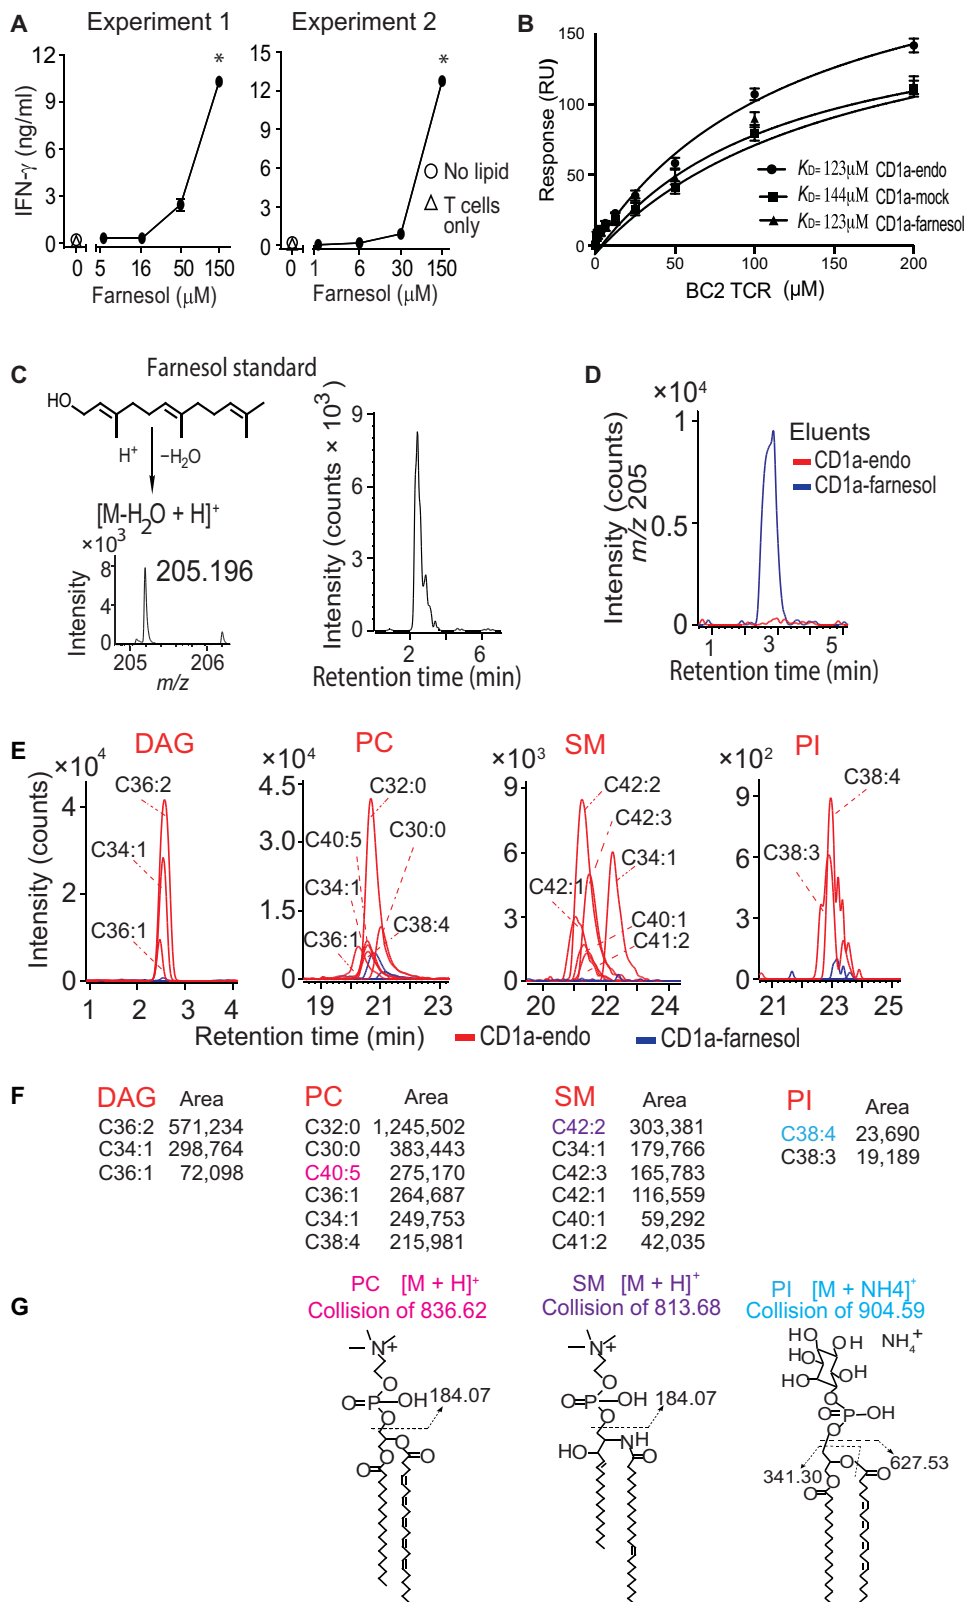 A
Experiment 1
Experiment 2
IFN-γ (ng/ml)
12
9
6
3
0
0
5
16
50
150
Farnesol (µM)
*
15
12
9
6
3
0
0
1
6
30
150
Farnesol (µM)
*
No lipid
T cells
only
B
Response (RU)
150
100
50
0
0
50
100
150
200
BC2 TCR (µM)
KD= 123µM CD1a-endo
KD= 144µM CD1a-mock
KD= 123µM CD1a-farnesol
C
Farnesol standard
HO
H+
−H2O
[M-H2O + H]+
×10³
Intensity
8
4
0
205.196
205
206
m/z
Intensity (counts × 10³)
9
6
3
0
2
4
6
Retention time (min)
D
×10⁴
Intensity (counts)
m/z 205
1
0.5
0
Eluents
CD1a-endo
CD1a-farnesol
1
3
5
Retention time (min)
E
DAG
PC
SM
PI
Intensity (counts)
×10⁴
4
2
0
C36:2
C34:1
C36:1
1
2
3
4
×10⁴
4.5
3.0
1.5
0
C32:0
C40:5
C30:0
C34:1
C38:4
C36:1
19
21
23
×10³
9
6
3
0
C42:2
C42:3
C34:1
C42:1
C40:1
C41:2
20
22
24
×10²
9
6
3
0
C38:4
C38:3
21
23
25
Retention time (min)
CD1a-endo
CD1a-farnesol
F
DAG Area
C36:2 571,234
C34:1 298,764
C36:1 72,098
PC Area
C32:0 1,245,502
C30:0 383,443
C40:5 275,170
C36:1 264,687
C34:1 249,753
C38:4 215,981
SM Area
C42:2 303,381
C34:1 179,766
C42:3 165,783
C42:1 116,559
C40:1 59,292
C41:2 42,035
PI Area
C38:4 23,690
C38:3 19,189
G
PC [M + H]+
Collision of 836.62
N+
O
O=P-OH
O
184.07
O
O
O
O
SM [M + H]+
Collision of 813.68
N+
O
O=P-OH
O
184.07
HO
NH
O
PI [M + NH4]+
Collision of 904.59
HO
OH
HO
HO
OH
NH4+
O
O=P-OH
O
341.30
627.53
O
O
O
O